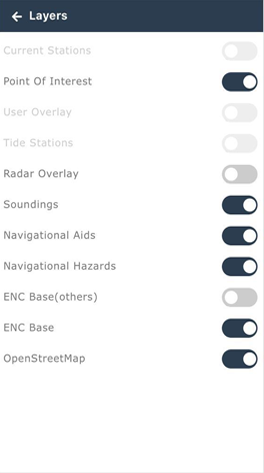 Layers
Current Stations
Point Of Interest
User Overlay
Tide Stations
Radar Overlay
Soundings
Navigational Aids
Navigational Hazards
ENC Base(others)
ENC Base
OpenStreetMap